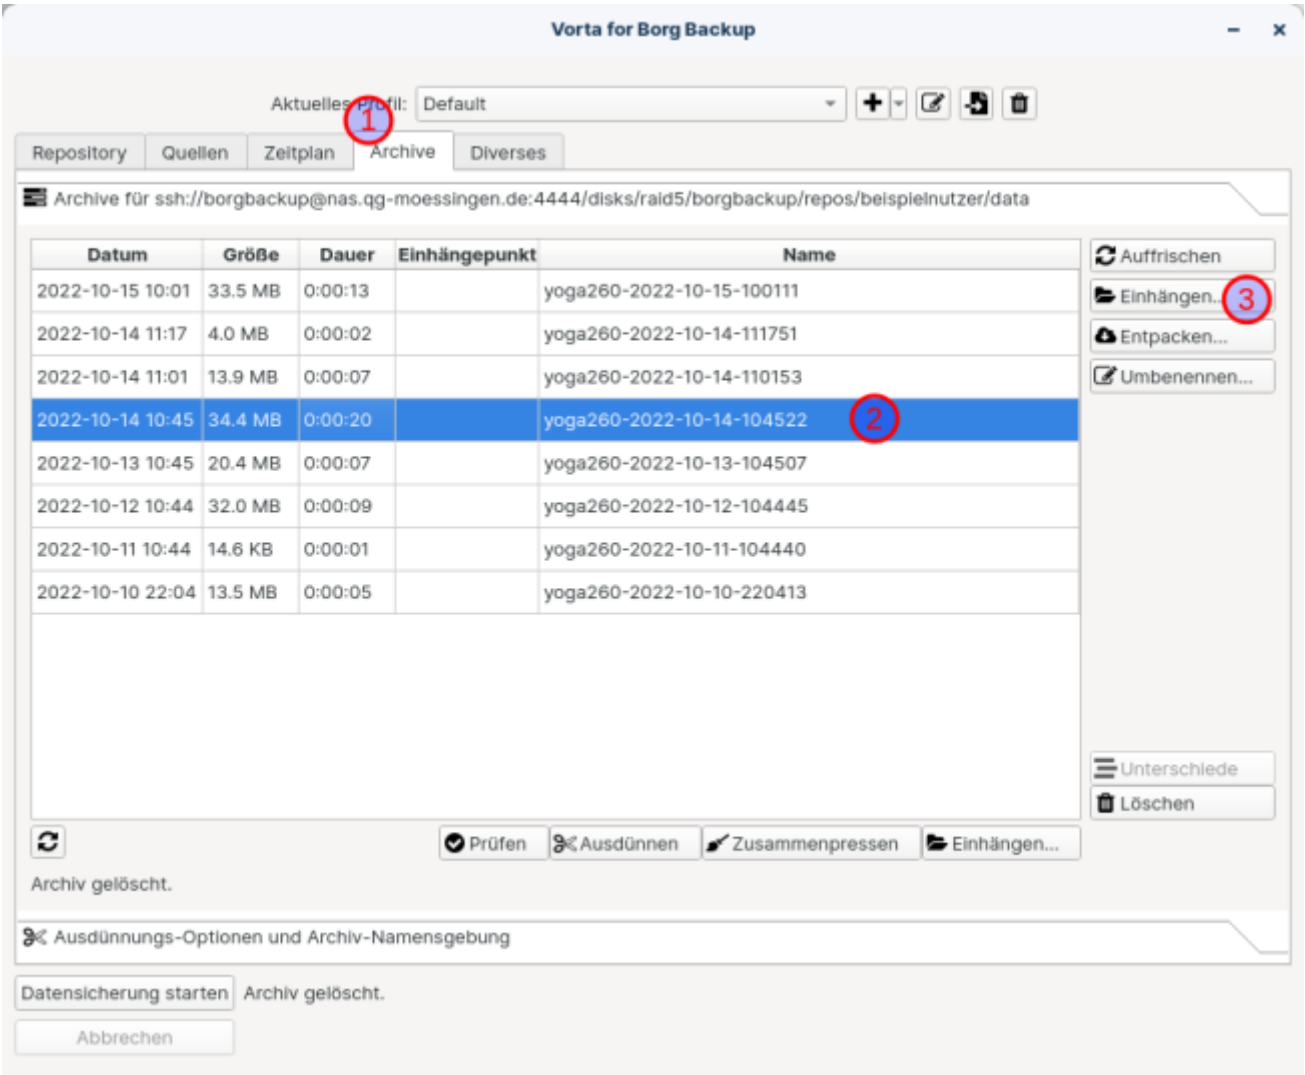 Vorta for Borg Backup
Aktuelles Profil: Default
1
Repository Quellen Zeitplan Archive Diverses
Archive für ssh://borgbackup@nas.qg-moessingen.de:4444/disks/raid5/borgbackup/repos/beispielnutzer/data
Datum Größe Dauer Einhängepunkt Name
Auffrischen
2022-10-15 10:01 33.5 MB 0:00:13 yoga260-2022-10-15-100111
Einhängen... 3
2022-10-14 11:17 4.0 MB 0:00:02 yoga260-2022-10-14-111751
Entpacken...
2022-10-14 11:01 13.9 MB 0:00:07 yoga260-2022-10-14-110153
Umbenennen...
2022-10-14 10:45 34.4 MB 0:00:20 yoga260-2022-10-14-104522 2
2022-10-13 10:45 20.4 MB 0:00:07 yoga260-2022-10-13-104507
2022-10-12 10:44 32.0 MB 0:00:09 yoga260-2022-10-12-104445
2022-10-11 10:44 14.6 KB 0:00:01 yoga260-2022-10-11-104440
2022-10-10 22:04 13.5 MB 0:00:05 yoga260-2022-10-10-220413
Unterschiede
Löschen
Prüfen Ausdünnen Zusammenpressen Einhängen...
Archiv gelöscht.
Ausdünnungs-Optionen und Archiv-Namensgebung
Datensicherung starten Archiv gelöscht.
Abbrechen